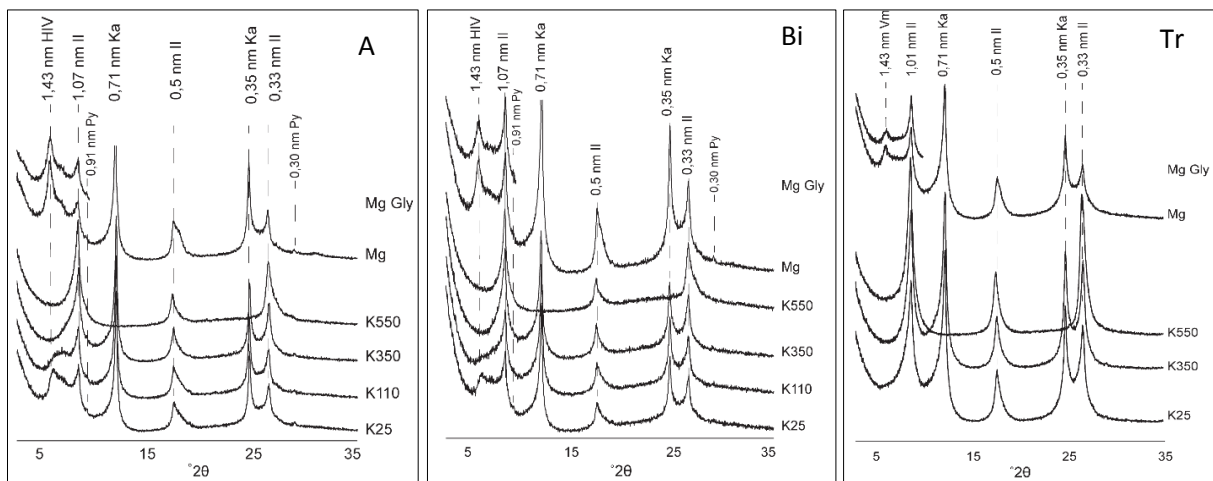 A
1,43 nm HIV
1,07 nm Il
0,91 nm Py
0,71 nm Ka
0,5 nm Il
0,35 nm Ka
0,33 nm Il
0,30 nm Py
Mg Gly
Mg
K550
K350
K110
K25
5 15 25 35
°2θ
Bi
1,43 nm HIV
1,07 nm Il
0,91 nm Py
0,71 nm Ka
0,5 nm Il
0,35 nm Ka
0,33 nm Il
0,30 nm Py
Mg Gly
Mg
K550
K350
K110
K25
5 15 25 35
°2θ
Tr
1,43 nm Vm
1,01 nm Il
0,71 nm Ka
0,5 nm Il
0,35 nm Ka
0,33 nm Il
Mg Gly
Mg
K550
K350
K25
5 15 25 35
°2θ